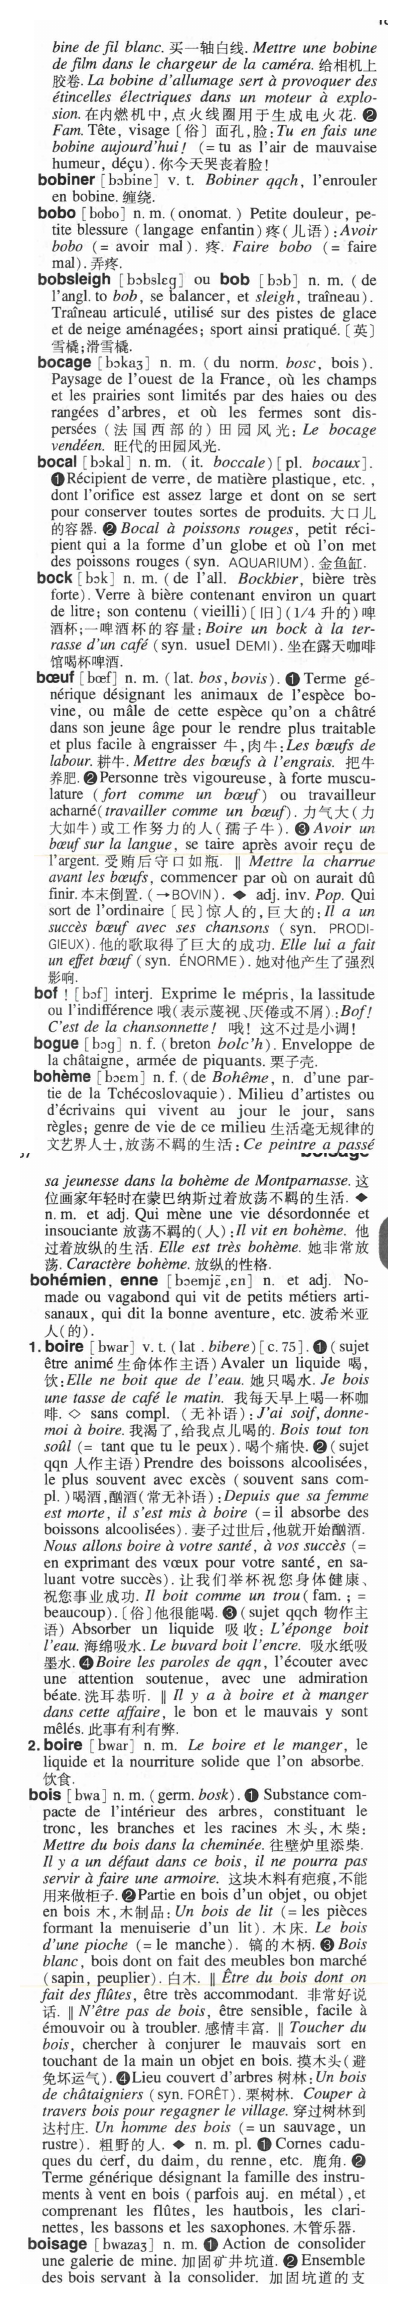 bine de fil blanc. 买一轴白线. Mettre une bobine
de film dans le chargeur de la caméra. 给相机上
胶卷. La bobine d'allumage sert à provoquer des
étincelles électriques dans un moteur à explo-
sion. 在内燃机中,点火线圈用于生成电火花. ❷
Fam. Tête, visage〔俗〕面孔,脸: Tu en fais une
bobine aujourd'hui! (= tu as l'air de mauvaise
humeur, déçu). 你今天哭丧着脸!
bobiner [bɔbine] v. t. Bobiner qqch, l'enrouler
en bobine. 缠绕.
bobo [bobo] n. m. (onomat.) Petite douleur, pe-
tite blessure (langage enfantin) 疼(儿语): Avoir
bobo (= avoir mal). 疼. Faire bobo (= faire
mal). 弄疼.
bobsleigh [bɔbslɛg] ou bob [bɔb] n. m. (de
l'angl. to bob, se balancer, et sleigh, traîneau).
Traîneau articulé, utilisé sur des pistes de glace
et de neige aménagées; sport ainsi pratiqué.〔英〕
雪橇;滑雪橇.
bocage [bɔkaʒ] n. m. (du norm. bosc, bois).
Paysage de l'ouest de la France, où les champs
et les prairies sont limités par des haies ou des
rangées d'arbres, et où les fermes sont dis-
persées (法国西部的)田园风光: Le bocage
vendéen. 旺代的田园风光.
bocal [bɔkal] n. m. (it. boccale) [pl. bocaux].
❶ Récipient de verre, de matière plastique, etc.,
dont l'orifice est assez large et dont on se sert
pour conserver toutes sortes de produits. 大口儿
的容器. ❷ Bocal à poissons rouges, petit réci-
pient qui a la forme d'un globe et où l'on met
des poissons rouges (syn. AQUARIUM). 金鱼缸.
bock [bɔk] n. m. (de l'all. Bockbier, bière très
forte). Verre à bière contenant environ un quart
de litre; son contenu (vieilli)〔旧〕(1/4 升的)啤
酒杯;一啤酒杯的容量: Boire un bock à la ter-
rasse d'un café (syn. usuel DEMI). 坐在露天咖啡
馆喝杯啤酒.
bœuf [bœf] n. m. (lat. bos, bovis). ❶ Terme gé-
nérique désignant les animaux de l'espèce bo-
vine, ou mâle de cette espèce qu'on a châtré
dans son jeune âge pour le rendre plus traitable
et plus facile à engraisser 牛,肉牛: Les bœufs de
labour. 耕牛. Mettre des bœufs à l'engrais. 把牛
养肥. ❷ Personne très vigoureuse, à forte muscu-
lature (fort comme un bœuf) ou travailleur
acharné (travailler comme un bœuf). 力气大(力
大如牛)或工作努力的人(孺子牛). ❸ Avoir un
bœuf sur la langue, se taire après avoir reçu de
l'argent. 受贿后守口如瓶. ‖ Mettre la charrue
avant les bœufs, commencer par où on aurait dû
finir. 本末倒置. (→BOVIN). ◆ adj. inv. Pop. Qui
sort de l'ordinaire〔民〕惊人的,巨大的: Il a un
succès bœuf avec ses chansons (syn. PRODI-
GIEUX). 他的歌取得了巨大的成功. Elle lui a fait
un effet bœuf (syn. ÉNORME). 她对他产生了强烈
影响.
bof ! [bɔf] interj. Exprime le mépris, la lassitude
ou l'indifférence 哦(表示蔑视、厌倦或不屑): Bof!
C'est de la chansonnette! 哦! 这不过是小调!
bogue [bɔg] n. f. (breton bolc'h). Enveloppe de
la châtaigne, armée de piquants. 栗子壳.
bohème [bɔɛm] n. f. (de Bohême, n. d'une par-
tie de la Tchécoslovaquie). Milieu d'artistes ou
d'écrivains qui vivent au jour le jour, sans
règles; genre de vie de ce milieu 生活毫无规律的
文艺界人士,放荡不羁的生活: Ce peintre a passé
sa jeunesse dans la bohème de Montparnasse. 这
位画家年轻时在蒙巴纳斯过着放荡不羁的生活. ◆
n. m. et adj. Qui mène une vie désordonnée et
insouciante 放荡不羁的(人): Il vit en bohème. 他
过着放纵的生活. Elle est très bohème. 她非常放
荡. Caractère bohème. 放纵的性格.
bohémien, enne [bɔemjɛ̃, ɛn] n. et adj. No-
made ou vagabond qui vit de petits métiers arti-
sanaux, qui dit la bonne aventure, etc. 波希米亚
人(的).
1. boire [bwar] v. t. (lat. bibere) [c. 75]. ❶ (sujet
être animé 生命体作主语) Avaler un liquide 喝,
饮: Elle ne boit que de l'eau. 她只喝水. Je bois
une tasse de café le matin. 我每天早上喝一杯咖
啡. ◇ sans compl. (无补语): J'ai soif, donne-
moi à boire. 我渴了,给我点儿喝的. Bois tout ton
soûl (= tant que tu le peux). 喝个痛快. ❷ (sujet
qqn 人作主语) Prendre des boissons alcoolisées,
le plus souvent avec excès (souvent sans com-
pl.) 喝酒,酗酒(常无补语): Depuis que sa femme
est morte, il s'est mis à boire (= il absorbe des
boissons alcoolisées). 妻子过世后,他就开始酗酒.
Nous allons boire à votre santé, à vos succès (=
en exprimant des vœux pour votre santé, en sa-
luant votre succès). 让我们举杯祝您身体健康、
祝您事业成功. Il boit comme un trou (fam.; =
beaucoup).〔俗〕他很能喝. ❸ (sujet qqch 物作主
语) Absorber un liquide 吸收: L'éponge boit
l'eau. 海绵吸水. Le buvard boit l'encre. 吸水纸吸
墨水. ❹ Boire les paroles de qqn, l'écouter avec
une attention soutenue, avec une admiration
béate. 洗耳恭听. ‖ Il y a à boire et à manger
dans cette affaire, le bon et le mauvais y sont
mêlés. 此事有利有弊.
2. boire [bwar] n. m. Le boire et le manger, le
liquide et la nourriture solide que l'on absorbe.
饮食.
bois [bwa] n. m. (germ. bosk). ❶ Substance com-
pacte de l'intérieur des arbres, constituant le
tronc, les branches et les racines 木头,木柴:
Mettre du bois dans la cheminée. 往壁炉里添柴.
Il y a un défaut dans ce bois, il ne pourra pas
servir à faire une armoire. 这块木料有疤痕,不能
用来做柜子. ❷ Partie en bois d'un objet, ou objet
en bois 木,木制品: Un bois de lit (= les pièces
formant la menuiserie d'un lit). 木床. Le bois
d'une pioche (= le manche). 镐的木柄. ❸ Bois
blanc, bois dont on fait des meubles bon marché
(sapin, peuplier). 白木. ‖ Être du bois dont on
fait des flûtes, être très accommodant. 非常好说
话. ‖ N'être pas de bois, être sensible, facile à
émouvoir ou à troubler. 感情丰富. ‖ Toucher du
bois, chercher à conjurer le mauvais sort en
touchant de la main un objet en bois. 摸木头(避
免坏运气). ❹ Lieu couvert d'arbres 树林: Un bois
de châtaigniers (syn. FORÊT). 栗树林. Couper à
travers bois pour regagner le village. 穿过树林到
达村庄. Un homme des bois (= un sauvage, un
rustre). 粗野的人. ◆ n. m. pl. ❶ Cornes cadu-
ques du cerf, du daim, du renne, etc. 鹿角. ❷
Terme générique désignant la famille des instru-
ments à vent en bois (parfois auj. en métal), et
comprenant les flûtes, les hautbois, les clari-
nettes, les bassons et les saxophones. 木管乐器.
boisage [bwazaʒ] n. m. ❶ Action de consolider
une galerie de mine. 加固矿井坑道. ❷ Ensemble
des bois servant à la consolider. 加固坑道的支